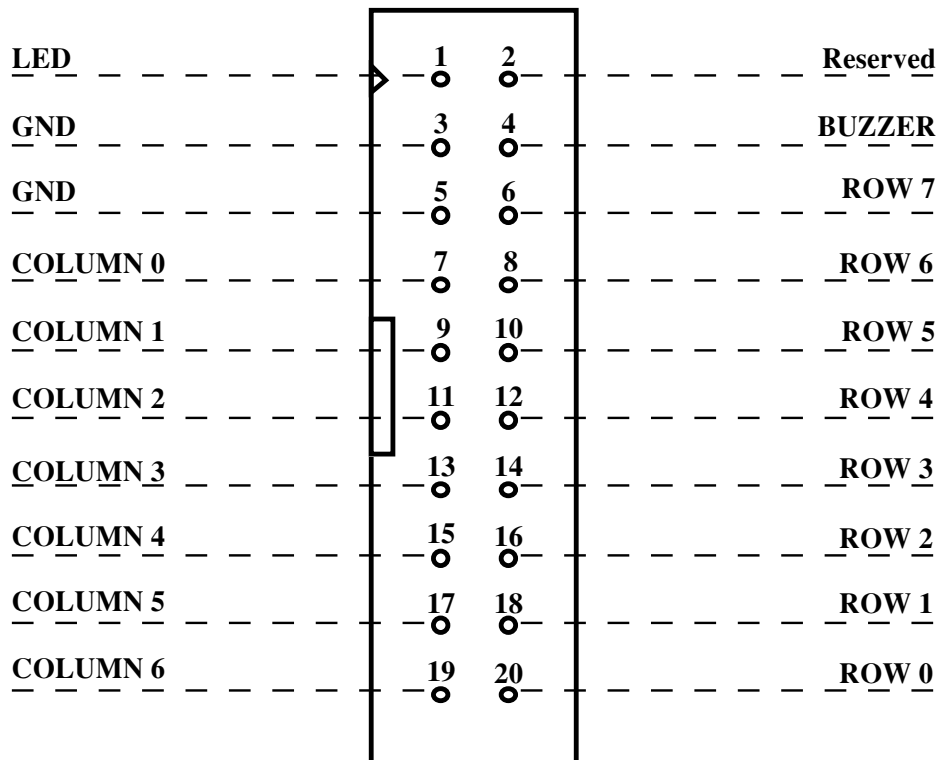 LED 1 2 Reserved
GND 3 4 BUZZER
GND 5 6 ROW 7
COLUMN 0 7 8 ROW 6
COLUMN 1 9 10 ROW 5
COLUMN 2 11 12 ROW 4
COLUMN 3 13 14 ROW 3
COLUMN 4 15 16 ROW 2
COLUMN 5 17 18 ROW 1
COLUMN 6 19 20 ROW 0